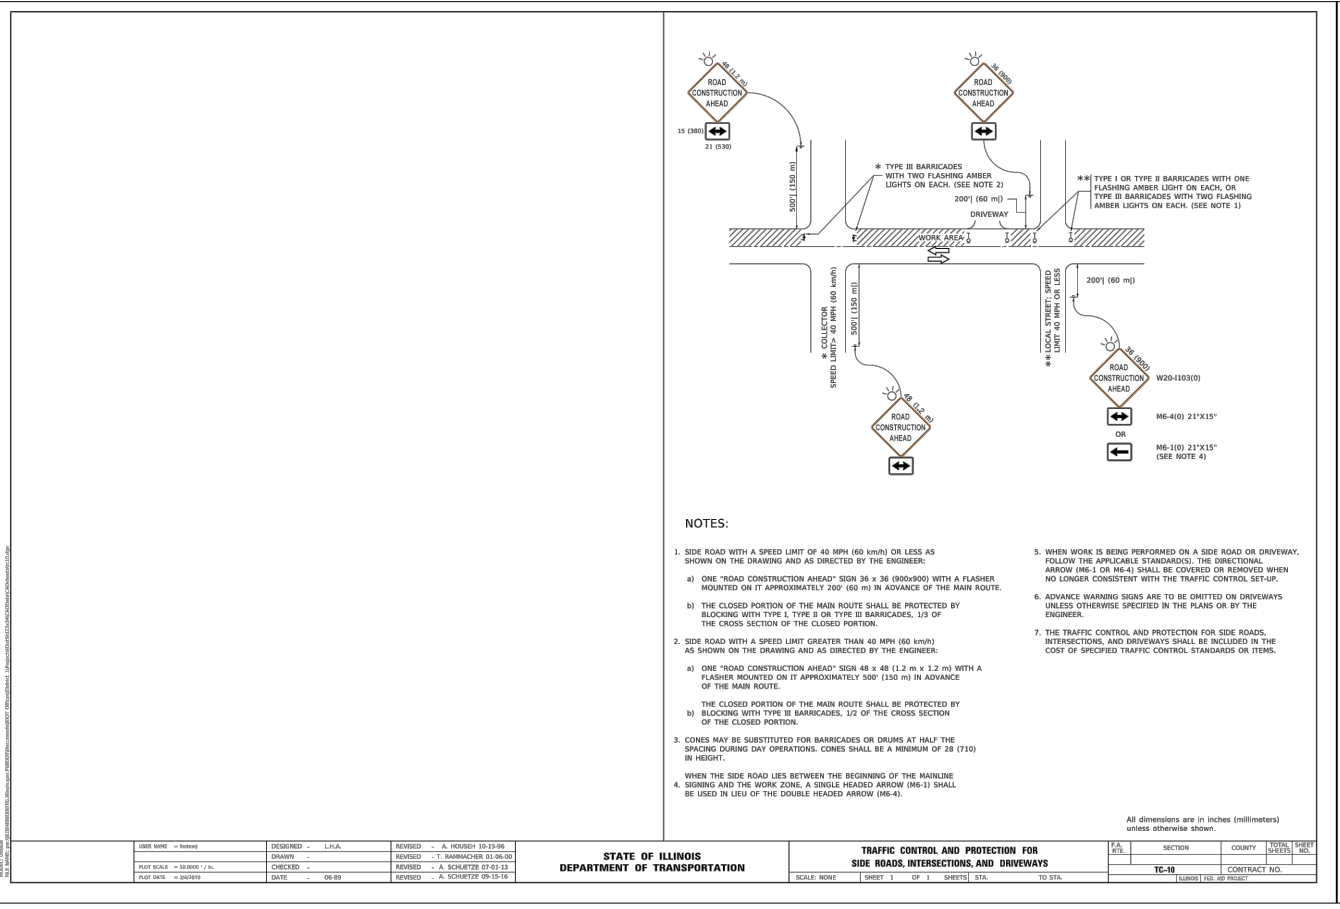 48 (1.2 m)
ROAD
CONSTRUCTION
AHEAD
15 (380)
21 (530)
36 (900)
ROAD
CONSTRUCTION
AHEAD
500'| (150 m)
* TYPE III BARRICADES
WITH TWO FLASHING AMBER
LIGHTS ON EACH. (SEE NOTE 2)
200'| (60 m|)
DRIVEWAY
** TYPE I OR TYPE II BARRICADES WITH ONE
FLASHING AMBER LIGHT ON EACH, OR
TYPE III BARRICADES WITH TWO FLASHING
AMBER LIGHTS ON EACH. (SEE NOTE 1)
WORK AREA
* COLLECTOR
SPEED LIMIT> 40 MPH (60 km/h)
500'| (150 m|)
** LOCAL STREET; SPEED
LIMIT 40 MPH OR LESS
200'| (60 m|)
36 (900)
ROAD
CONSTRUCTION
AHEAD
W20-I103(0)
M6-4(0) 21"X15"
OR
M6-1(0) 21"X15"
(SEE NOTE 4)
48 (1.2 m)
ROAD
CONSTRUCTION
AHEAD
NOTES:
1. SIDE ROAD WITH A SPEED LIMIT OF 40 MPH (60 km/h) OR LESS AS
SHOWN ON THE DRAWING AND AS DIRECTED BY THE ENGINEER:
a) ONE "ROAD CONSTRUCTION AHEAD" SIGN 36 x 36 (900x900) WITH A FLASHER
MOUNTED ON IT APPROXIMATELY 200' (60 m) IN ADVANCE OF THE MAIN ROUTE.
b) THE CLOSED PORTION OF THE MAIN ROUTE SHALL BE PROTECTED BY
BLOCKING WITH TYPE I, TYPE II OR TYPE III BARRICADES, 1/3 OF
THE CROSS SECTION OF THE CLOSED PORTION.
2. SIDE ROAD WITH A SPEED LIMIT GREATER THAN 40 MPH (60 km/h)
AS SHOWN ON THE DRAWING AND AS DIRECTED BY THE ENGINEER:
a) ONE "ROAD CONSTRUCTION AHEAD" SIGN 48 x 48 (1.2 m x 1.2 m) WITH A
FLASHER MOUNTED ON IT APPROXIMATELY 500' (150 m) IN ADVANCE
OF THE MAIN ROUTE.
THE CLOSED PORTION OF THE MAIN ROUTE SHALL BE PROTECTED BY
b) BLOCKING WITH TYPE III BARRICADES, 1/2 OF THE CROSS SECTION
OF THE CLOSED PORTION.
3. CONES MAY BE SUBSTITUTED FOR BARRICADES OR DRUMS AT HALF THE
SPACING DURING DAY OPERATIONS. CONES SHALL BE A MINIMUM OF 28 (710)
IN HEIGHT.
WHEN THE SIDE ROAD LIES BETWEEN THE BEGINNING OF THE MAINLINE
4. SIGNING AND THE WORK ZONE, A SINGLE HEADED ARROW (M6-1) SHALL
BE USED IN LIEU OF THE DOUBLE HEADED ARROW (M6-4).
5. WHEN WORK IS BEING PERFORMED ON A SIDE ROAD OR DRIVEWAY,
FOLLOW THE APPLICABLE STANDARD(S). THE DIRECTIONAL
ARROW (M6-1 OR M6-4) SHALL BE COVERED OR REMOVED WHEN
NO LONGER CONSISTENT WITH THE TRAFFIC CONTROL SET-UP.
6. ADVANCE WARNING SIGNS ARE TO BE OMITTED ON DRIVEWAYS
UNLESS OTHERWISE SPECIFIED IN THE PLANS OR BY THE
ENGINEER.
7. THE TRAFFIC CONTROL AND PROTECTION FOR SIDE ROADS,
INTERSECTIONS, AND DRIVEWAYS SHALL BE INCLUDED IN THE
COST OF SPECIFIED TRAFFIC CONTROL STANDARDS OR ITEMS.
All dimensions are in inches (millimeters)
unless otherwise shown.
USER NAME = footemj
PLOT SCALE = 50.0000 ' / in.
PLOT DATE = 3/4/2019
DESIGNED - L.H.A.
DRAWN -
CHECKED -
DATE - 06-89
REVISED - A. HOUSEH 10-15-96
REVISED - T. RAMMACHER 01-06-00
REVISED - A. SCHUETZE 07-01-13
REVISED - A. SCHUETZE 09-15-16
STATE OF ILLINOIS
DEPARTMENT OF TRANSPORTATION
TRAFFIC CONTROL AND PROTECTION FOR
SIDE ROADS, INTERSECTIONS, AND DRIVEWAYS
SCALE: NONE SHEET 1 OF 1 SHEETS STA. TO STA.
F.A.
RTE.
SECTION
COUNTY
TOTAL
SHEETS
SHEET
NO.
TC-10
CONTRACT NO.
ILLINOIS FED. AID PROJECT